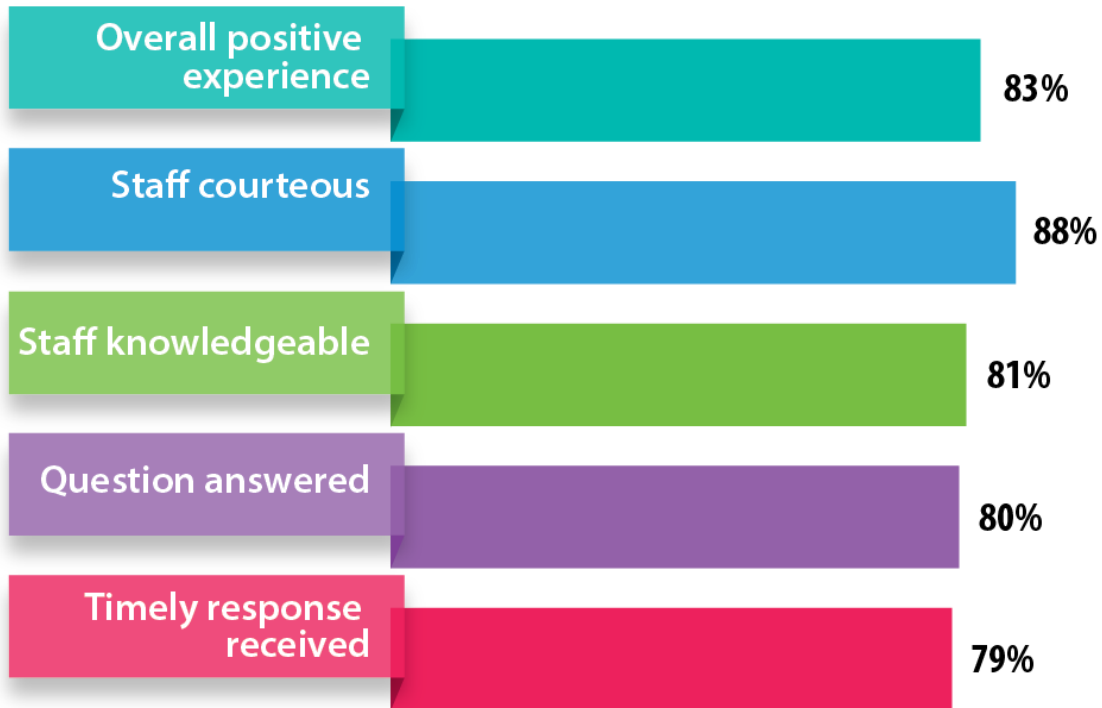 Overall positive
experience
83%
Staff courteous
88%
Staff knowledgeable
81%
Question answered
80%
Timely response
received
79%